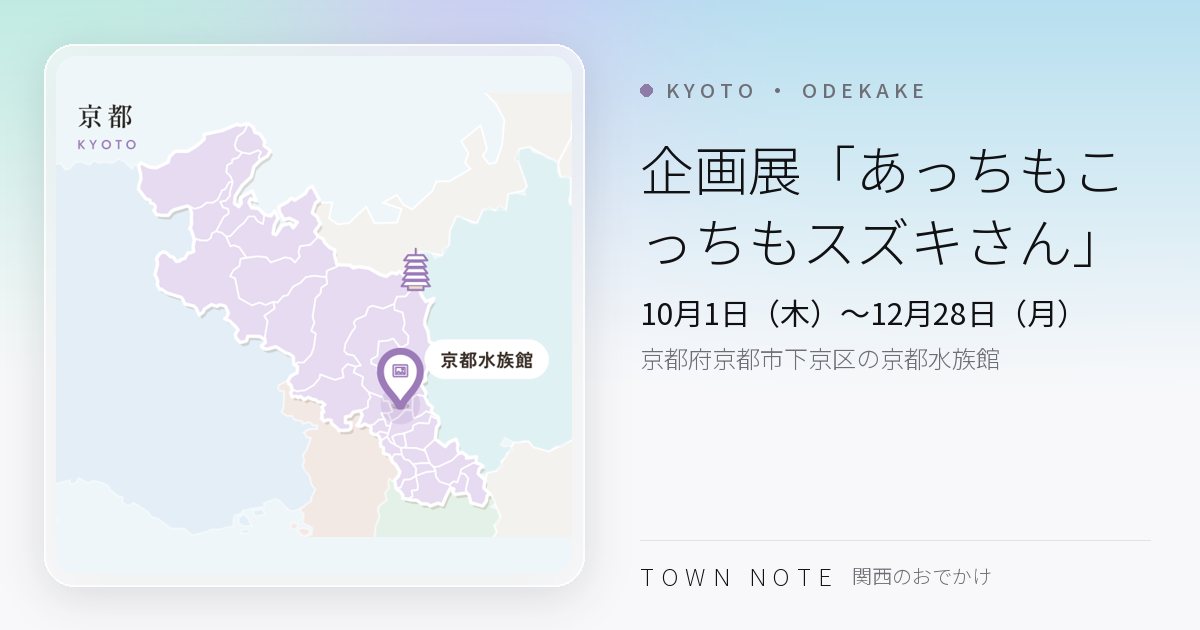 京都
KYOTO
京都水族館
KYOTO • ODEKAKE
企画展「あっちもこ
っちもスズキさん」
10月1日（木）〜12月28日（月）
京都府京都市下京区の京都水族館
TOWN NOTE 関西のおでかけ